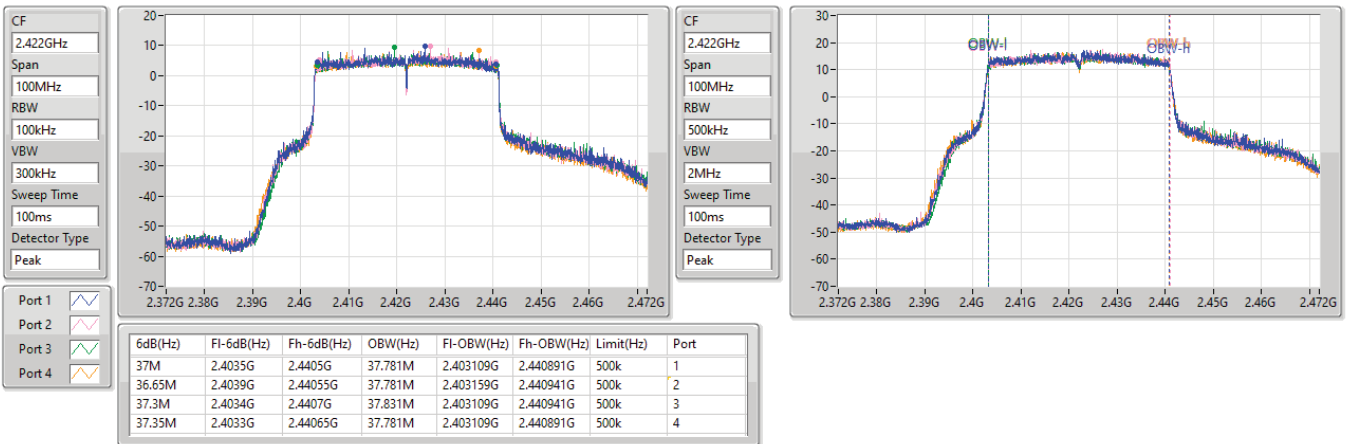 CF
2.422GHz
Span
100MHz
RBW
100kHz
VBW
300kHz
Sweep Time
100ms
Detector Type
Peak
20
10
0
-10
-20
-30
-40
-50
-60
-70
2.372G 2.38G 2.39G 2.4G 2.41G 2.42G 2.43G 2.44G 2.45G 2.46G 2.472G
CF
2.422GHz
Span
100MHz
RBW
500kHz
VBW
2MHz
Sweep Time
100ms
Detector Type
Peak
30
20
10
0
-10
-20
-30
-40
-50
-60
-70
OBW-l
OBW-h
2.372G 2.38G 2.39G 2.4G 2.41G 2.42G 2.43G 2.44G 2.45G 2.46G 2.472G
Port 1
Port 2
Port 3
Port 4
6dB(Hz) Fl-6dB(Hz) Fh-6dB(Hz) OBW(Hz) Fl-OBW(Hz) Fh-OBW(Hz) Limit(Hz) Port
37M 2.4035G 2.4405G 37.781M 2.403109G 2.440891G 500k 1
36.65M 2.4039G 2.44055G 37.781M 2.403159G 2.440941G 500k 2
37.3M 2.4034G 2.4407G 37.831M 2.403109G 2.440941G 500k 3
37.35M 2.4033G 2.44065G 37.781M 2.403109G 2.440891G 500k 4